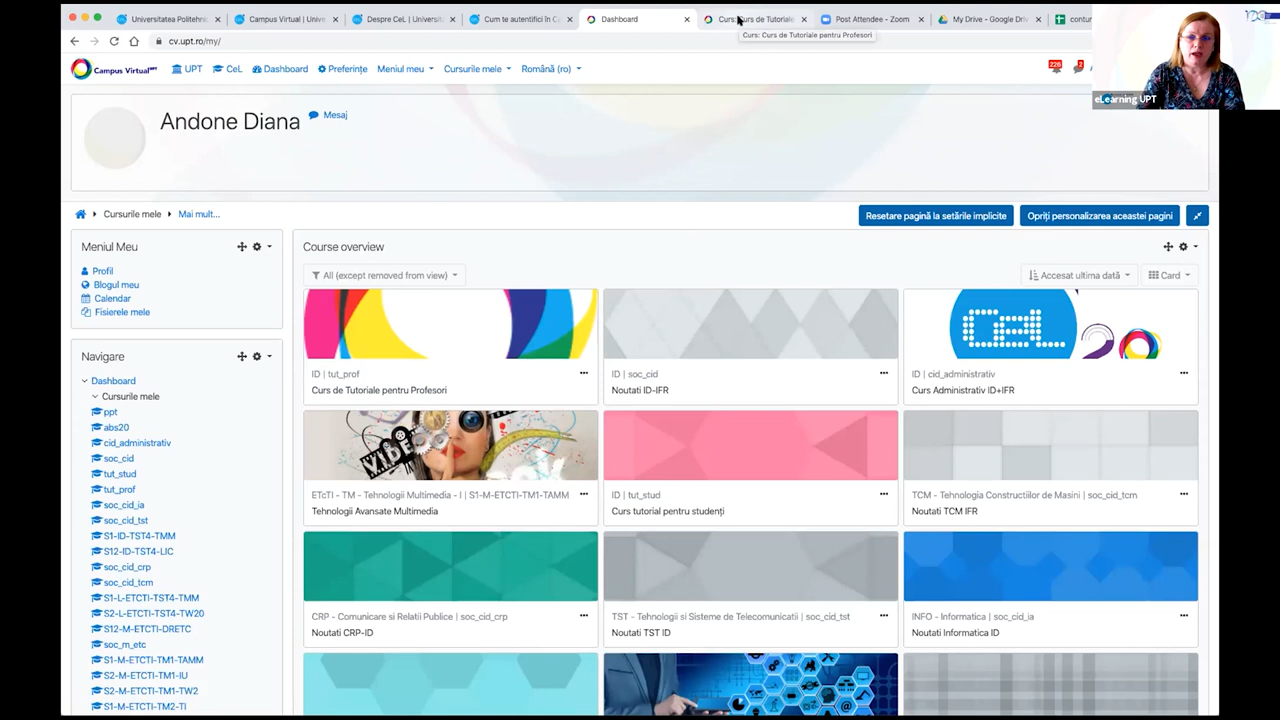 Universitatea Politehni
Campus Virtual | Unive
Despre CeL | Universita
Cum te autentifici în Ca
Dashboard
Curs: Curs de Tutoriale
Post Attendee - Zoom
My Drive - Google Driv
contur
Curs: Curs de Tutoriale pentru Profesori
cv.upt.ro/my/
Campus Virtual UPT
UPT
CeL
Dashboard
Preferințe
Meniul meu
Cursurile mele
Română (ro)
226
2
eLearning UPT
Andone Diana
Mesaj
Cursurile mele
Mai mult...
Resetare pagină la setările implicite
Opriți personalizarea acestei pagini
Meniul Meu
Profil
Blogul meu
Calendar
Fisierele mele
Navigare
Dashboard
Cursurile mele
ppt
abs20
cid_administrativ
soc_cid
tut_stud
tut_prof
soc_cid_ia
soc_cid_tst
S1-ID-TST4-TMM
S12-ID-TST4-LIC
soc_cid_crp
soc_cid_tcm
S1-L-ETCTI-TST4-TMM
S2-L-ETCTI-TST4-TW20
S12-M-ETCTI-DRETC
soc_m_etc
S1-M-ETCTI-TM1-TAMM
S2-M-ETCTI-TM1-IU
S2-M-ETCTI-TM1-TW2
S1-M-ETCTI-TM2-TI
Course overview
All (except removed from view)
Accesat ultima dată
Card
ID | tut_prof
Curs de Tutoriale pentru Profesori
ID | soc_cid
Noutati ID-IFR
CeL
20
ID | cid_administrativ
Curs Administrativ ID+IFR
VIDEO
ETcTI - TM - Tehnologii Multimedia - I | S1-M-ETCTI-TM1-TAMM
Tehnologii Avansate Multimedia
ID | tut_stud
Curs tutorial pentru studenți
TCM - Tehnologia Constructiilor de Masini | soc_cid_tcm
Noutati TCM IFR
CRP - Comunicare si Relatii Publice | soc_cid_crp
Noutati CRP-ID
TST - Tehnologii si Sisteme de Telecomunicatii | soc_cid_tst
Noutati TST ID
INFO - Informatica | soc_cid_ia
Noutati Informatica ID